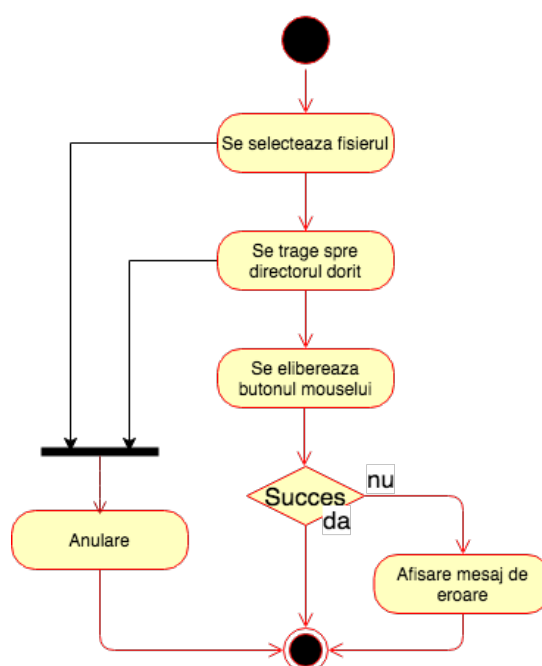 Se selecteaza fisierul
Se trage spre
directorul dorit
Se elibereaza
butonul mouselui
Succes
nu
da
Anulare
Afisare mesaj de
eroare